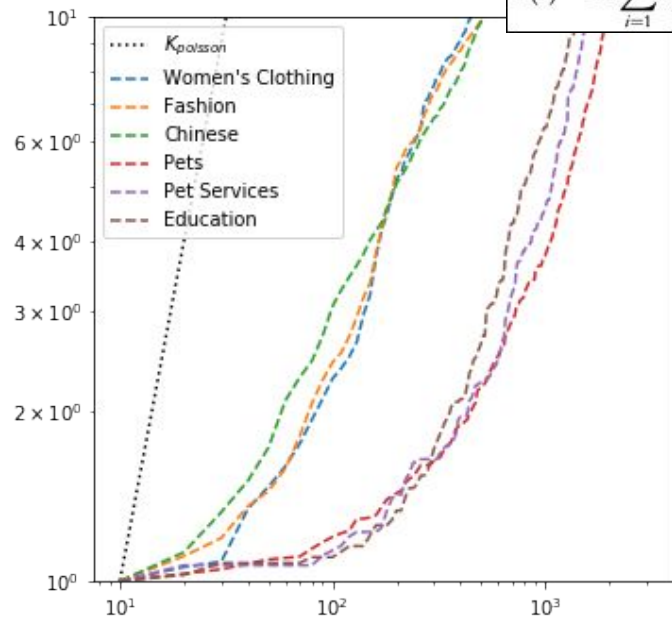 i=1
10¹
K_poisson
Women's Clothing
Fashion
Chinese
Pets
Pet Services
Education
6 × 10⁰
4 × 10⁰
3 × 10⁰
2 × 10⁰
10⁰
10¹ 10² 10³